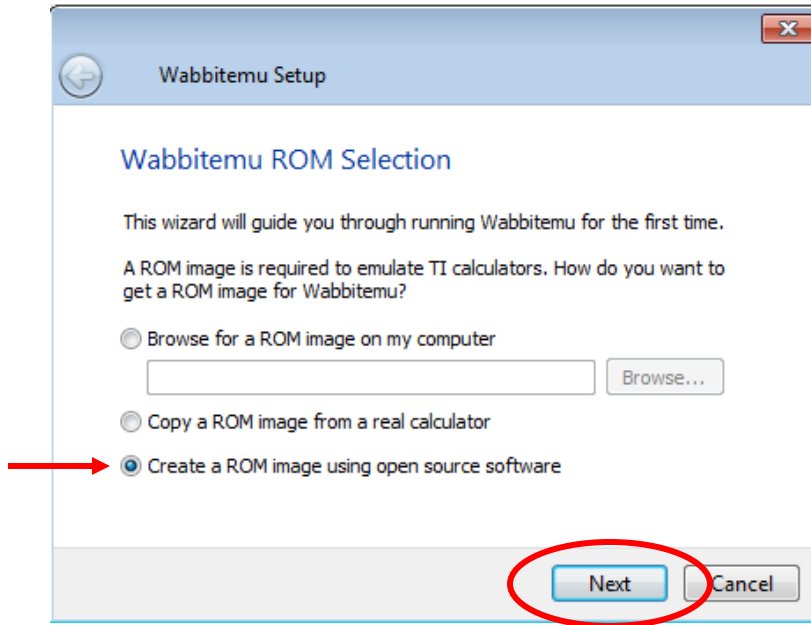 Wabbitemu Setup
Wabbitemu ROM Selection
This wizard will guide you through running Wabbitemu for the first time.
A ROM image is required to emulate TI calculators. How do you want to
get a ROM image for Wabbitemu?
Browse for a ROM image on my computer
Browse...
Copy a ROM image from a real calculator
Create a ROM image using open source software
Next
Cancel